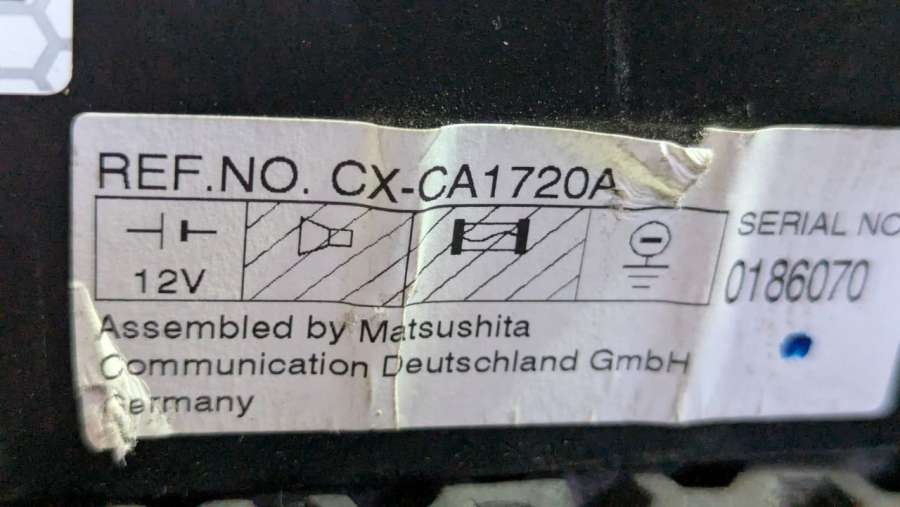 REF.NO. CX-CA1720A
12V
SERIAL NO
0186070
Assembled by Matsushita
Communication Deutschland GmbH
Germany